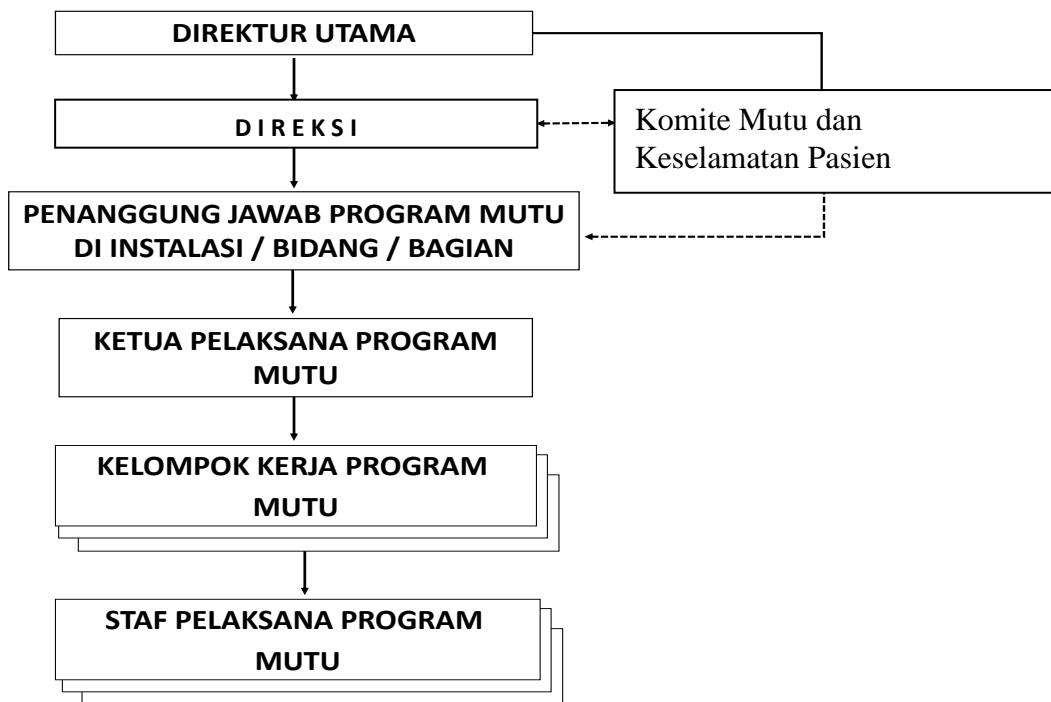 DIREKTUR UTAMA
D I R E K S I
Komite Mutu dan
Keselamatan Pasien
PENANGGUNG JAWAB PROGRAM MUTU
DI INSTALASI / BIDANG / BAGIAN
KETUA PELAKSANA PROGRAM
MUTU
KELOMPOK KERJA PROGRAM
MUTU
STAF PELAKSANA PROGRAM
MUTU